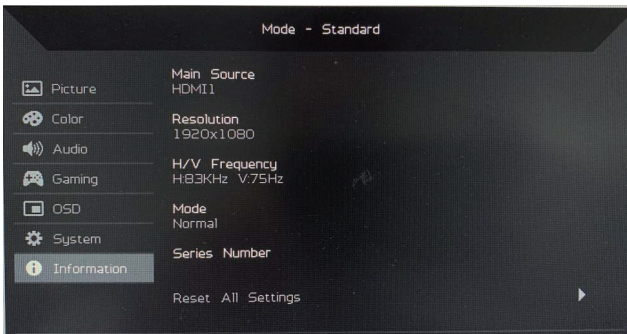 Mode - Standard
Picture
Color
Audio
Gaming
OSD
System
Information
Main Source
HDMI1
Resolution
1920x1080
H/V Frequency
H:83KHz V:75Hz
Mode
Normal
Series Number
Reset All Settings